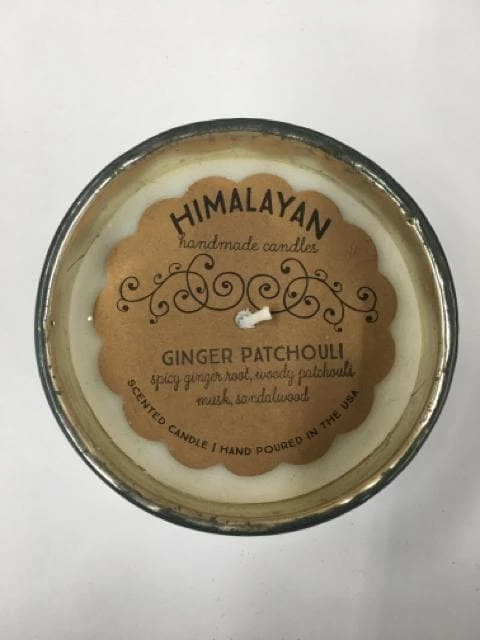 HIMALAYAN
handmade candles
GINGER PATCHOULI
spicy ginger root, woody patchouli
musk, sandalwood
SCENTED CANDLE | HAND POURED IN THE USA